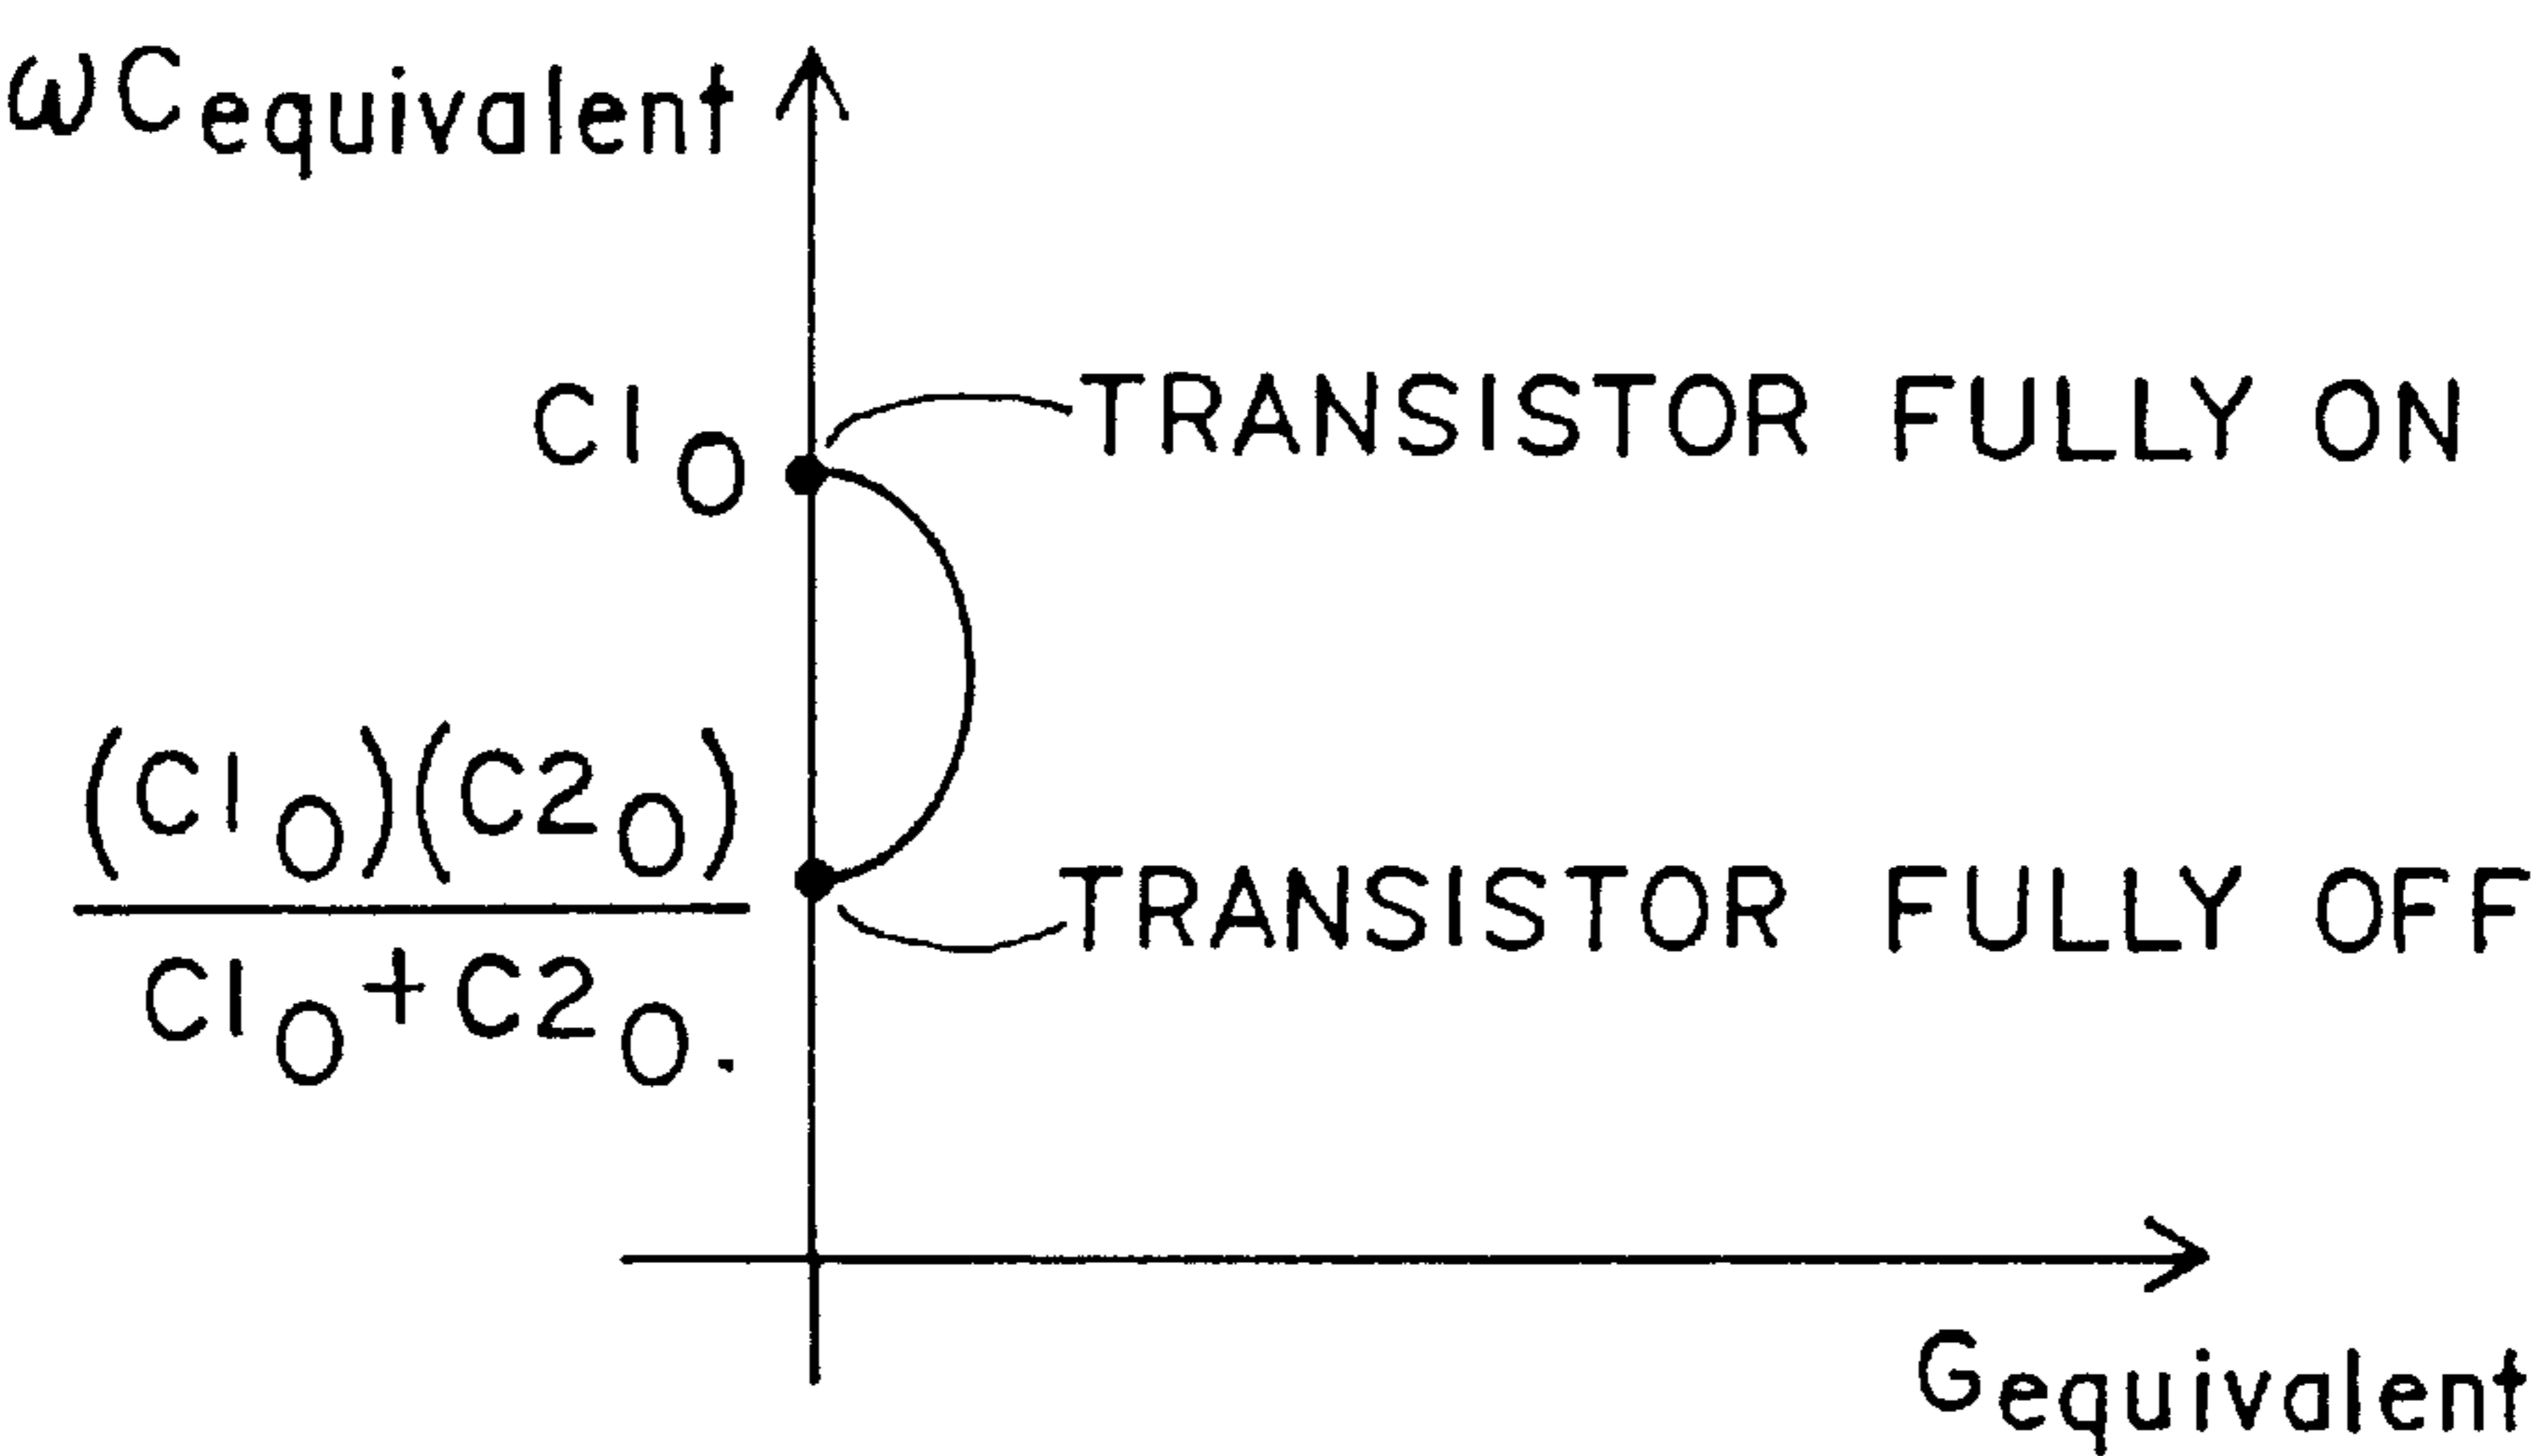 ωCequivalent
C1O
TRANSISTOR FULLY ON
(C1O)(C2O)
C1O+C2O.
TRANSISTOR FULLY OFF
Gequivalent